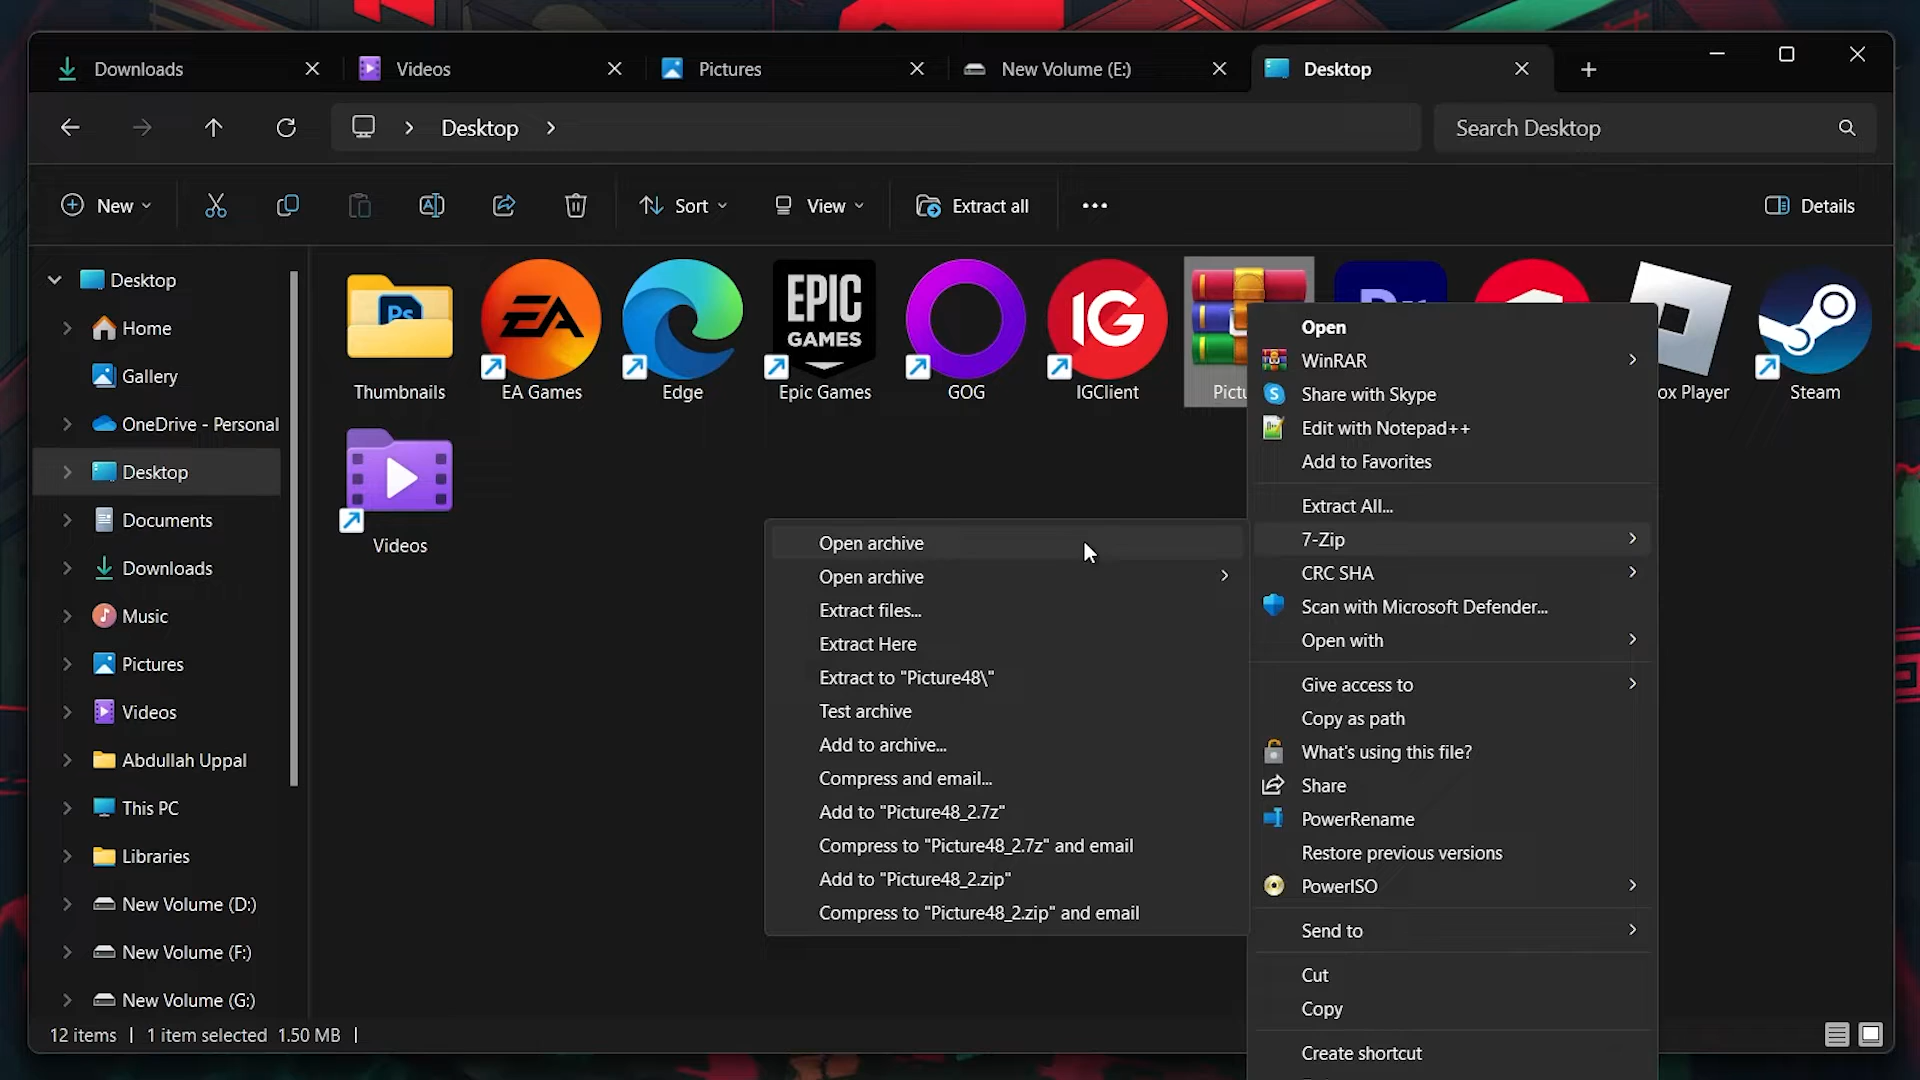 Downloads
Videos
Pictures
New Volume (E:)
Desktop
Desktop
Search Desktop
New
Sort
View
Extract all
Details
Desktop
Home
Gallery
OneDrive - Personal
Desktop
Documents
Downloads
Music
Pictures
Videos
Abdullah Uppal
This PC
Libraries
New Volume (D:)
New Volume (F:)
New Volume (G:)
Ps
Thumbnails
EA
EA Games
Edge
EPIC
GAMES
Epic Games
GOG
IG
IGClient
Pictu
ox Player
Steam
Videos
Open
WinRAR
Share with Skype
Edit with Notepad++
Add to Favorites
Extract All...
7-Zip
CRC SHA
Scan with Microsoft Defender...
Open with
Give access to
Copy as path
What's using this file?
Share
PowerRename
Restore previous versions
PowerISO
Send to
Cut
Copy
Create shortcut
Open archive
Open archive
Extract files...
Extract Here
Extract to "Picture48\"
Test archive
Add to archive...
Compress and email...
Add to "Picture48_2.7z"
Compress to "Picture48_2.7z" and email
Add to "Picture48_2.zip"
Compress to "Picture48_2.zip" and email
12 items | 1 item selected 1.50 MB |